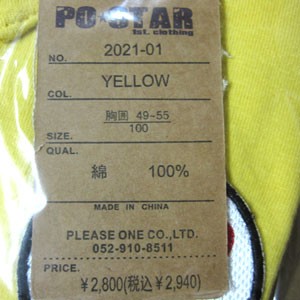 PO★STAR
1st. clothing
NO. 2021-01
COL. YELLOW
胸囲 49-55
SIZE. 100
QUAL.
綿 100%
MADE IN CHINA
PLEASE ONE CO.,LTD.
052-910-8511
PRICE.
¥2,800(税込¥2,940)